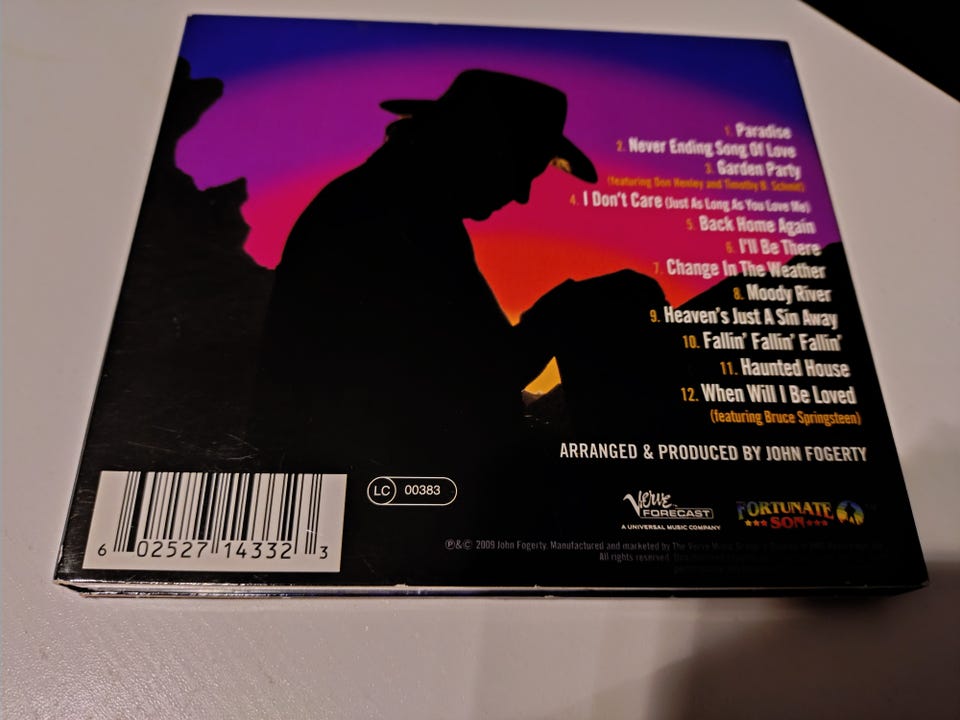 1. Paradise
2. Never Ending Song Of Love
3. Garden Party
(featuring Don Henley and Timothy B. Schmit)
4. I Don't Care (Just As Long As You Love Me)
5. Back Home Again
6. I'll Be There
7. Change In The Weather
8. Moody River
9. Heaven's Just A Sin Away
10. Fallin' Fallin' Fallin'
11. Haunted House
12. When Will I Be Loved
(featuring Bruce Springsteen)
ARRANGED & PRODUCED BY JOHN FOGERTY
LC 00383
Verve
FORECAST
A UNIVERSAL MUSIC COMPANY
FORTUNATE
SON
6 02527 14332 3
℗&© 2009 John Fogerty. Manufactured and marketed by The Verve Music Group,
All rights reserved.